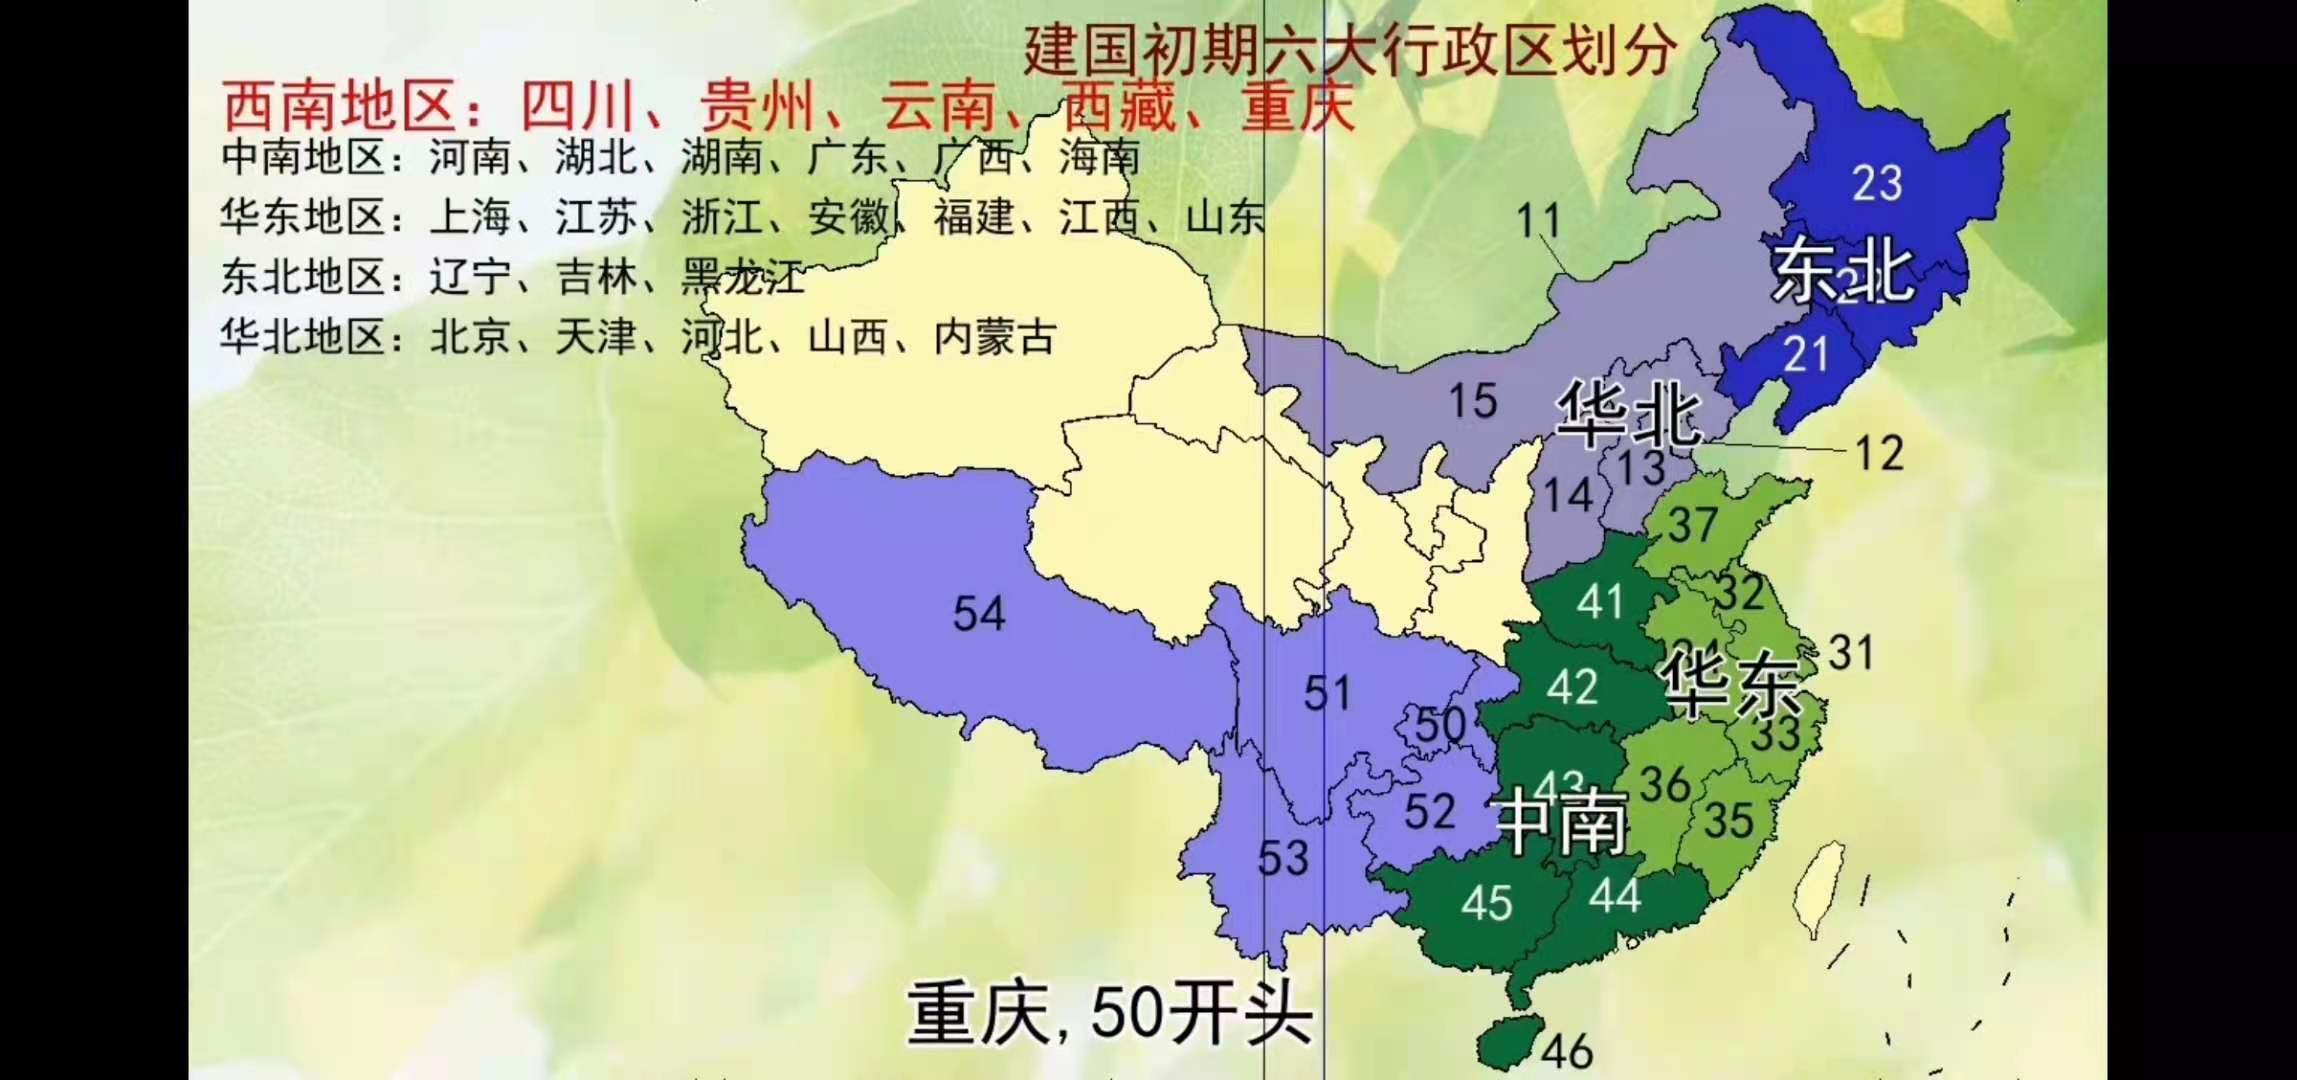 建国初期六大行政区划分
西南地区：四川、贵州、云南、西藏、重庆
中南地区：河南、湖北、湖南、广东、广西、海南
华东地区：上海、江苏、浙江、安徽、福建、江西、山东
东北地区：辽宁、吉林、黑龙江
华北地区：北京、天津、河北、山西、内蒙古
23
11
东北
21
15
华北
12
13
14
37
32
41
31
54
42
华东
51
50
33
43
36
52
中南
35
53
45
44
重庆,50开头
46